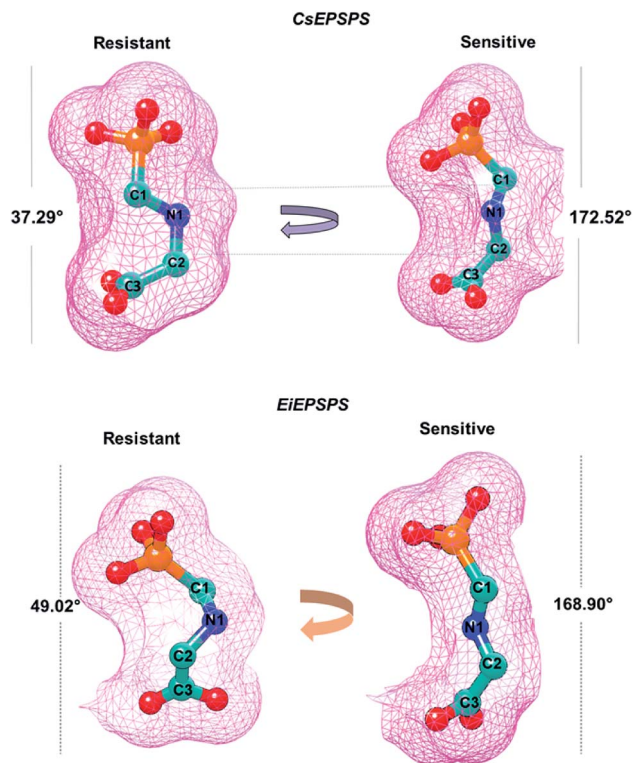 CsEPSPS
Resistant
Sensitive
C1
N1
C2
C3
37.29°
C1
N1
C2
C3
172.52°
EiEPSPS
Resistant
Sensitive
C1
N1
C2
C3
49.02°
C1
N1
C2
C3
168.90°